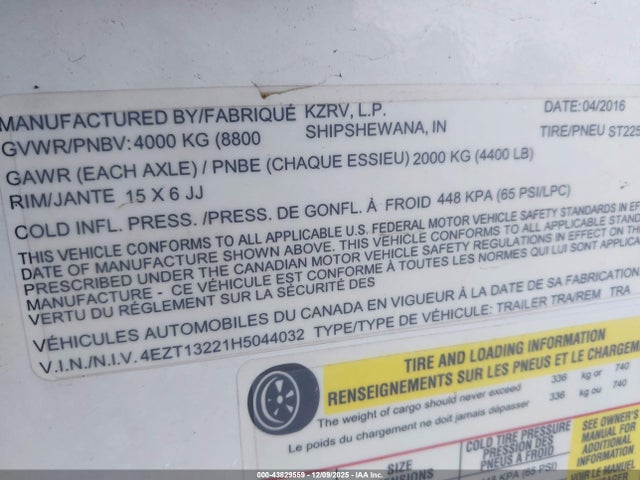 MANUFACTURED BY/FABRIQUÉ KZRV, L.P. DATE: 04/2016
GVWR/PNBV: 4000 KG (8800 SHIPSHEWANA, IN TIRE/PNEU ST225
GAWR (EACH AXLE) / PNBE (CHAQUE ESSIEU) 2000 KG (4400 LB)
RIM/JANTE 15 X 6 JJ
COLD INFL. PRESS. /PRESS. DE GONFL. À FROID 448 KPA (65 PSI/LPC)
THIS VEHICLE CONFORMS TO ALL APPLICABLE U.S. FEDERAL MOTOR VEHICLE SAFETY STANDARDS IN EFF
DATE OF MANUFACTURE SHOWN ABOVE. THIS VEHICLE CONFORMS TO ALL APPLICABLE STANDA
PRESCRIBED UNDER THE CANADIAN MOTOR VEHICLE SAFETY REGULATIONS IN EFFECT ON THE
MANUFACTURE - CE VÉHICULE EST CONFORME À TOUTES LES NORMES QUI LUI SONT
VERTU DU RÉGLEMENT SUR LA SÉCURITÉ DES
VÉHICULES AUTOMOBILES DU CANADA EN VIGUEUR À LA DATE DE SA FABRICATION
V.I.N./N.I.V. 4EZT13221H5044032 TYPE/TYPE DE VÉHICULE: TRAILER TRA/REM TRA
TIRE AND LOADING INFORMATION
RENSEIGNEMENTS SUR LES PNEUS ET LE CHARGEME
The weight of cargo should never exceed 336 kg or 740
Le poids du chargement ne doit jamais dépasser 336 kg ou 740
SIZE COLD TIRE PRESSURE SEE OWNER'S
PRESSION DES MANUAL FOR
PNEUS À FROID ADDITIONAL
448 KPA (65 PSI) INFORMATION
VOIR LE MANUEL
000-43829559 - 12/09/2025 - IAA Inc.